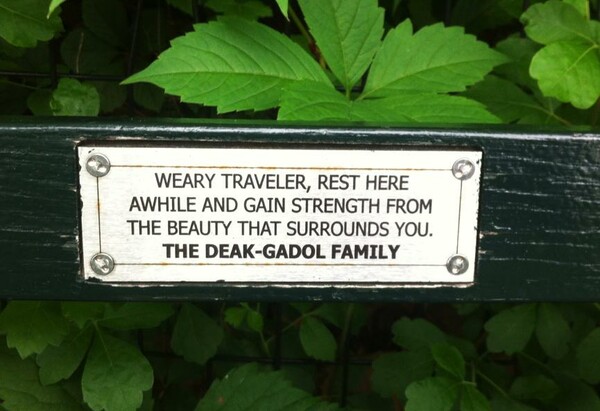 WEARY TRAVELER, REST HERE
AWHILE AND GAIN STRENGTH FROM
THE BEAUTY THAT SURROUNDS YOU.
THE DEAK-GADOL FAMILY